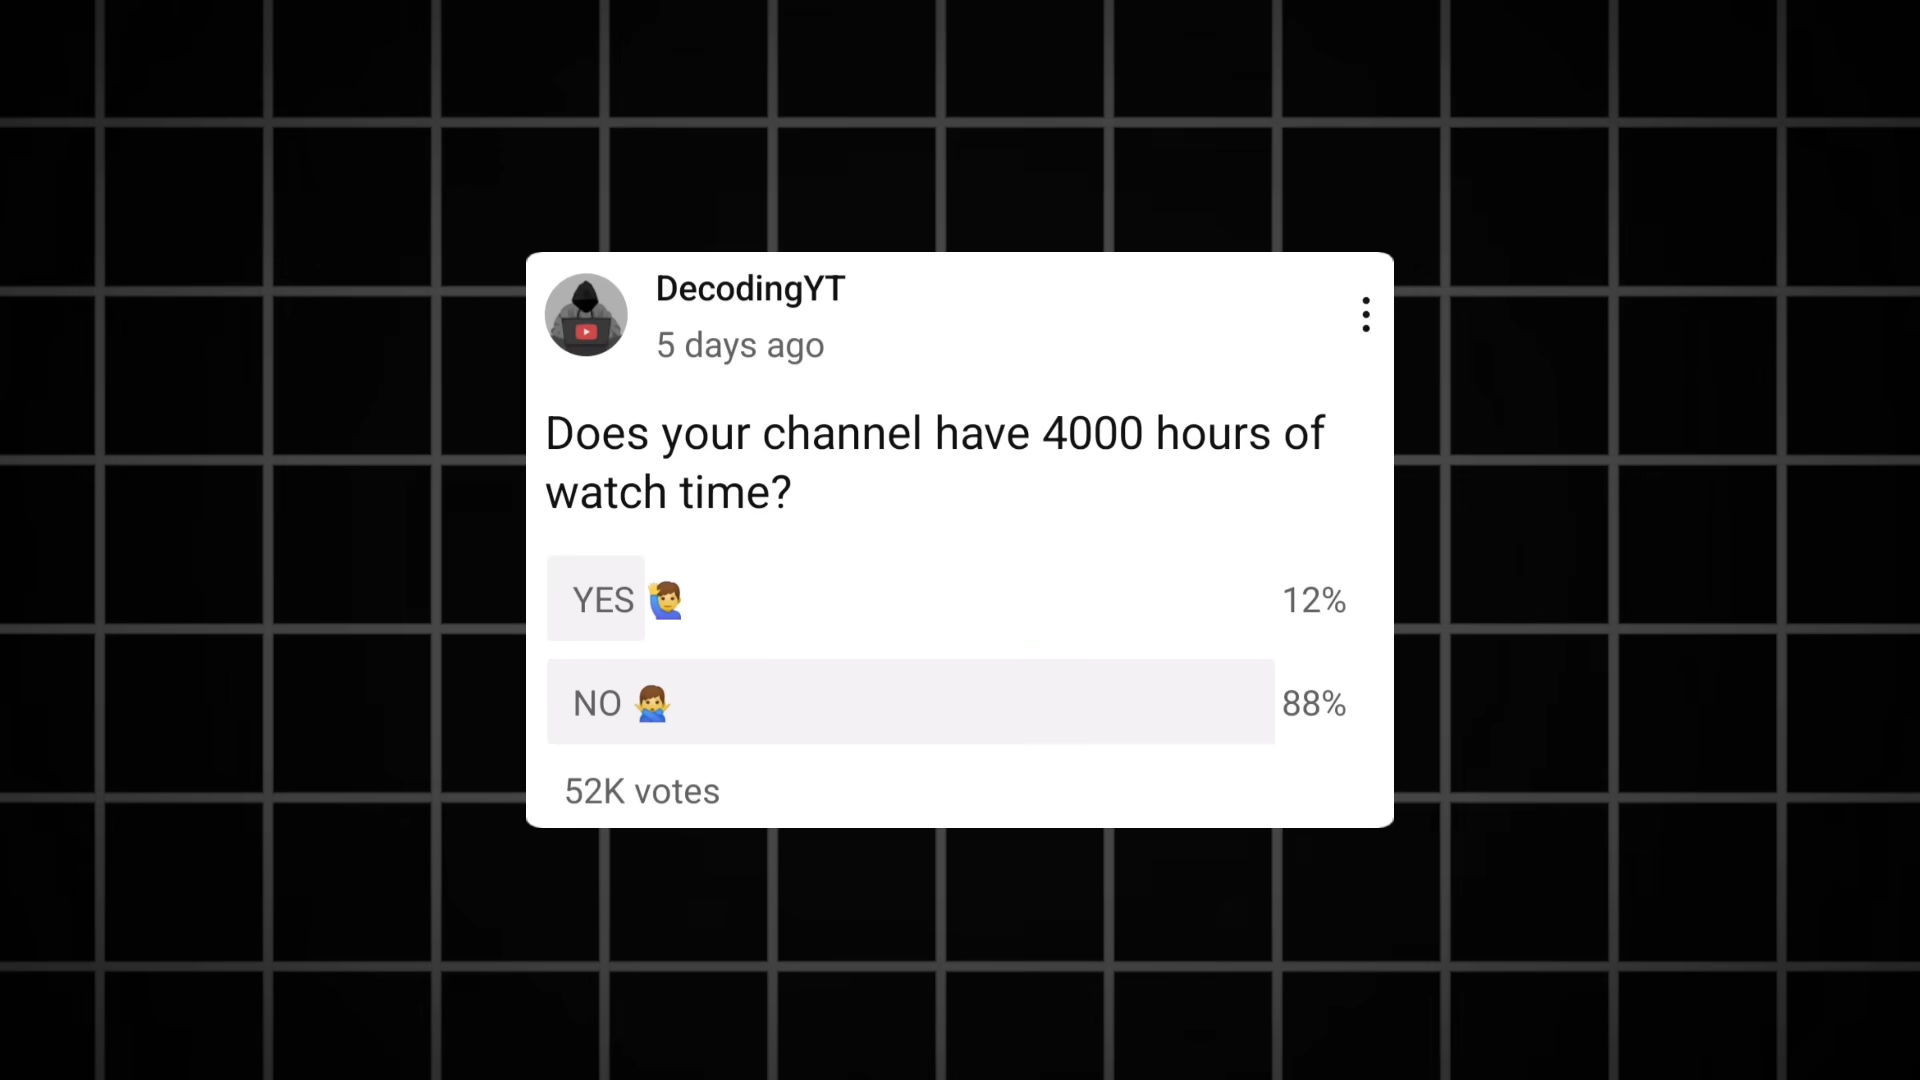 DecodingYT
5 days ago
Does your channel have 4000 hours of
watch time?
YES 🙋‍♂️ 12%
NO 🙅‍♂️ 88%
52K votes